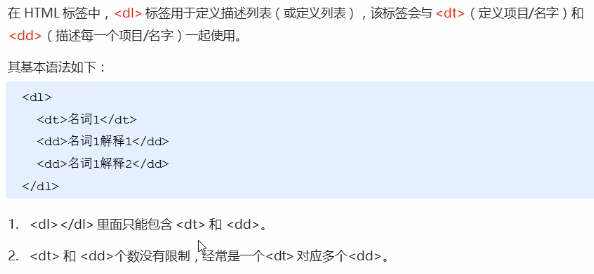 在 HTML 标签中，<dl> 标签用于定义描述列表（或定义列表），该标签会与 <dt>（定义项目/名字）和
<dd>（描述每一个项目/名字）一起使用。
其基本语法如下：
<dl>
<dt>名词1</dt>
<dd>名词1解释1</dd>
<dd>名词1解释2</dd>
</dl>
1. <dl></dl> 里面只能包含 <dt> 和 <dd>。
2. <dt> 和 <dd>个数没有限制，经常是一个<dt> 对应多个<dd>。